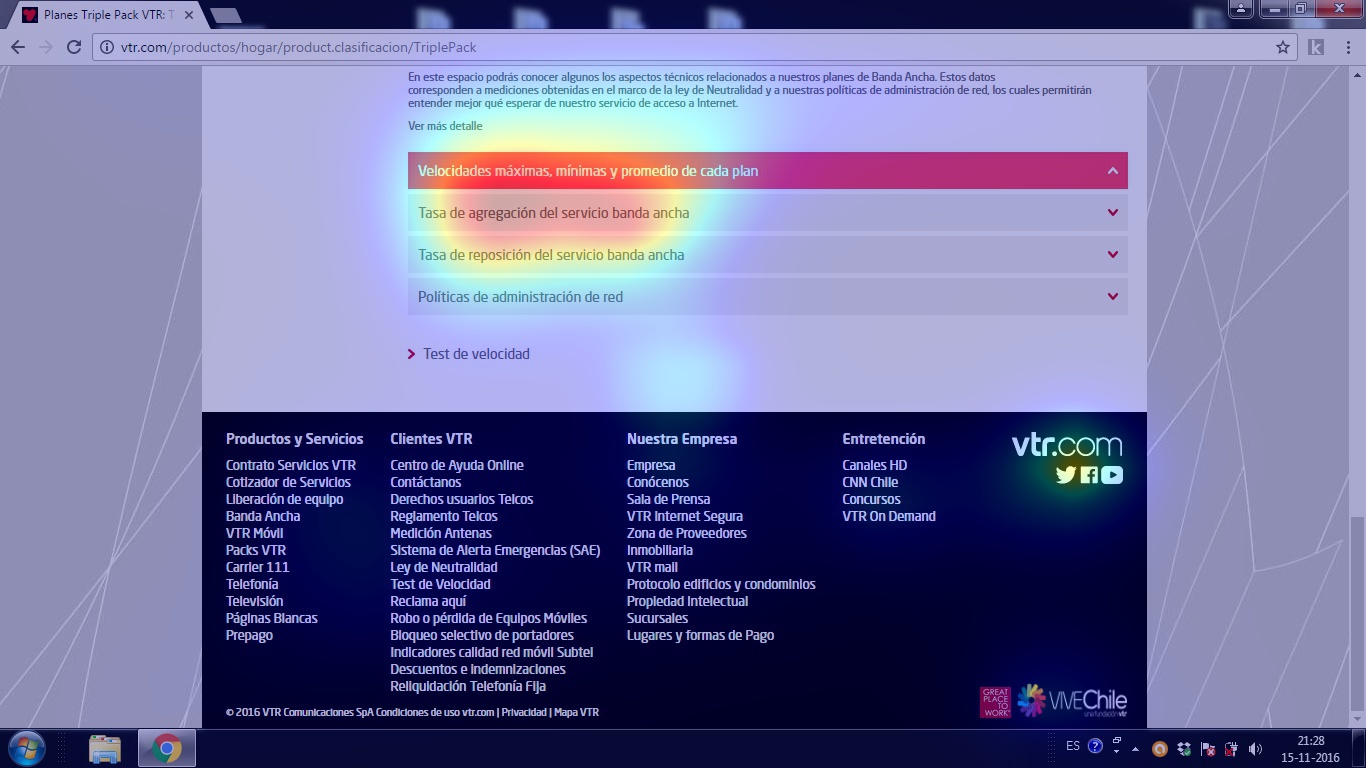 Planes Triple Pack VTR: T
vtr.com/productos/hogar/product.clasificacion/TriplePack
En este espacio podrás conocer algunos los aspectos técnicos relacionados a nuestros planes de Banda Ancha. Estos datos
corresponden a mediciones obtenidas en el marco de la ley de Neutralidad y a nuestras políticas de administración de red, los cuales permitirán
entender mejor qué esperar de nuestro servicio de acceso a Internet.
Ver más detalle
Velocidades máximas, mínimas y promedio de cada plan
Tasa de agregación del servicio banda ancha
Tasa de reposición del servicio banda ancha
Políticas de administración de red
Test de velocidad
Productos y Servicios
Contrato Servicios VTR
Cotizador de Servicios
Liberación de equipo
Banda Ancha
VTR Móvil
Packs VTR
Carrier 111
Telefonía
Televisión
Páginas Blancas
Prepago
Clientes VTR
Centro de Ayuda Online
Contáctanos
Derechos usuarios Telcos
Reglamento Telcos
Medición Antenas
Sistema de Alerta Emergencias (SAE)
Ley de Neutralidad
Test de Velocidad
Reclama aquí
Robo o pérdida de Equipos Móviles
Bloqueo selectivo de portadores
Indicadores calidad red móvil Subtel
Descuentos e Indemnizaciones
Reliquidación Telefonía Fija
Nuestra Empresa
Empresa
Conócenos
Sala de Prensa
VTR Internet Segura
Zona de Proveedores
Inmobiliaria
VTR mail
Protocolo edificios y condominios
Propiedad Intelectual
Sucursales
Lugares y formas de Pago
Entretención
Canales HD
CNN Chile
Concursos
VTR On Demand
vtr.com
GREAT
PLACE
TO
WORK
VIVEChile
una fundación vtr
© 2016 VTR Comunicaciones SpA Condiciones de uso vtr.com | Privacidad | Mapa VTR
ES
21:28
15-11-2016